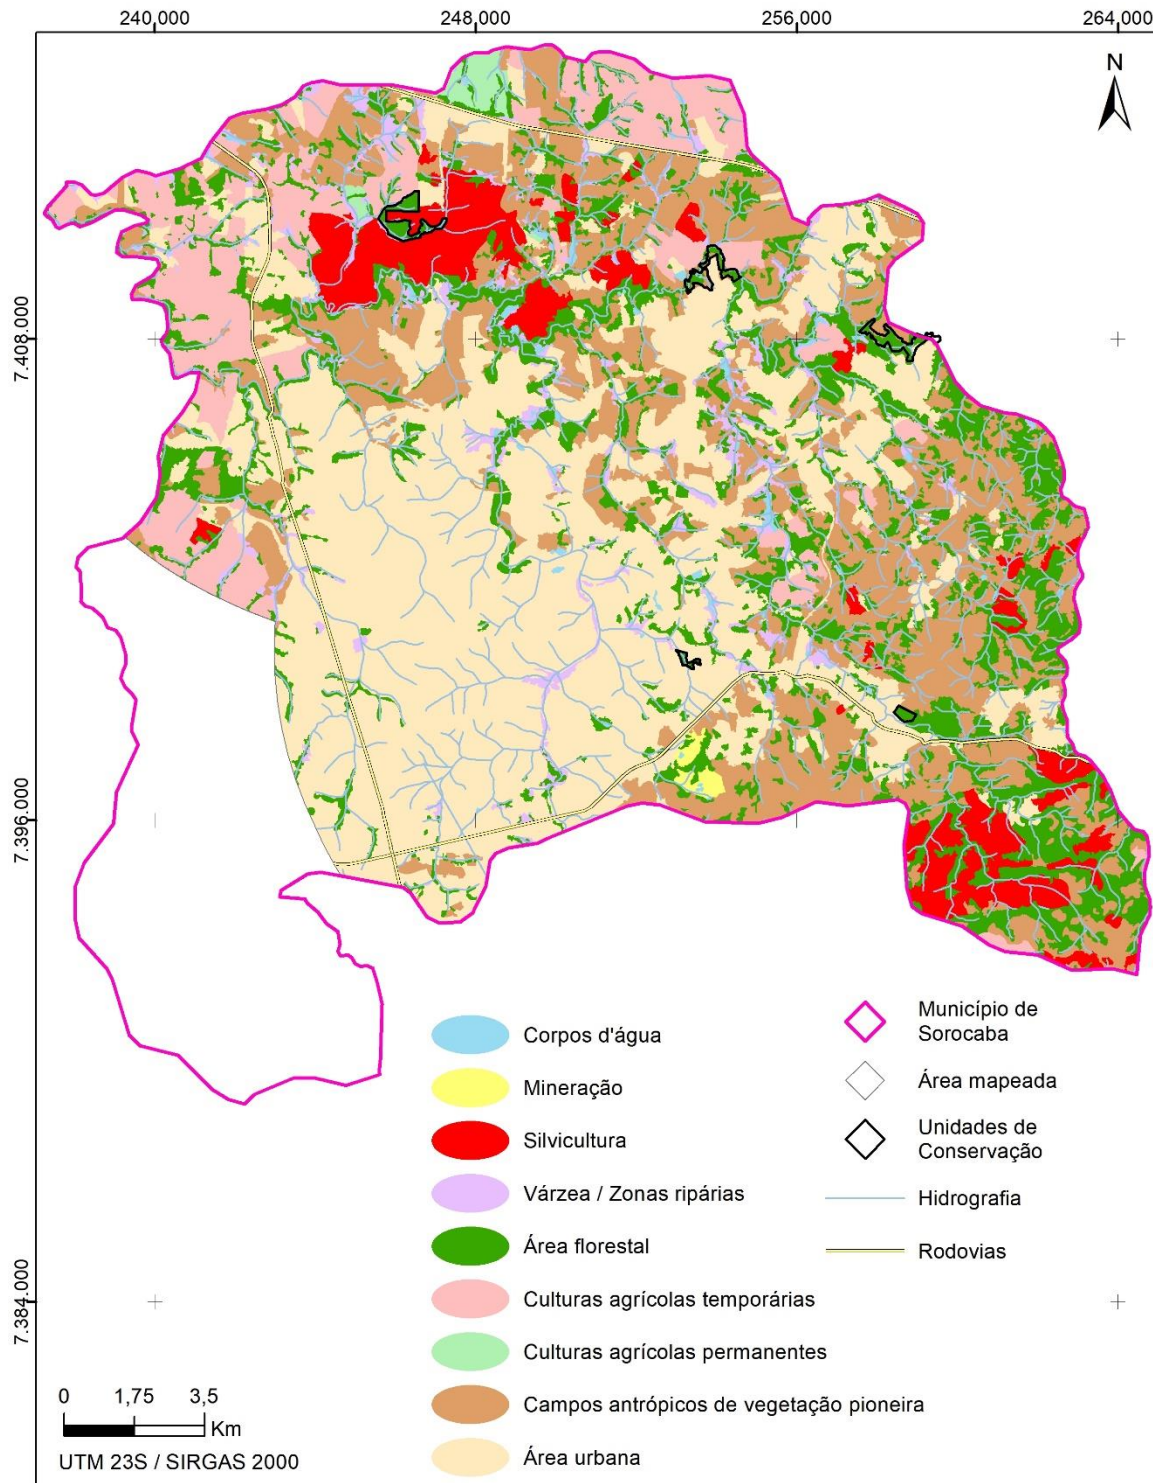 240.000 248.000 256.000 264.000
N
7.408.000
7.396.000
7.384.000
Corpos d'água
Mineração
Silvicultura
Várzea / Zonas ripárias
Área florestal
Culturas agrícolas temporárias
Culturas agrícolas permanentes
Campos antrópicos de vegetação pioneira
Área urbana
Município de
Sorocaba
Área mapeada
Unidades de
Conservação
Hidrografia
Rodovias
0 1,75 3,5
Km
UTM 23S / SIRGAS 2000